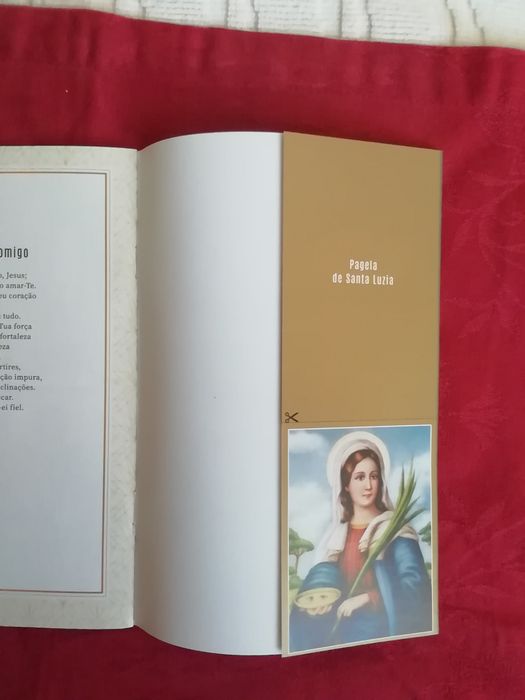 omigo
, Jesus;
o amar-Te.
eu coração
tudo.
Tua força
fortaleza
eza
rtires,
ção impura,
clinações.
car.
-ei fiel.
Pagela
de Santa Luzia